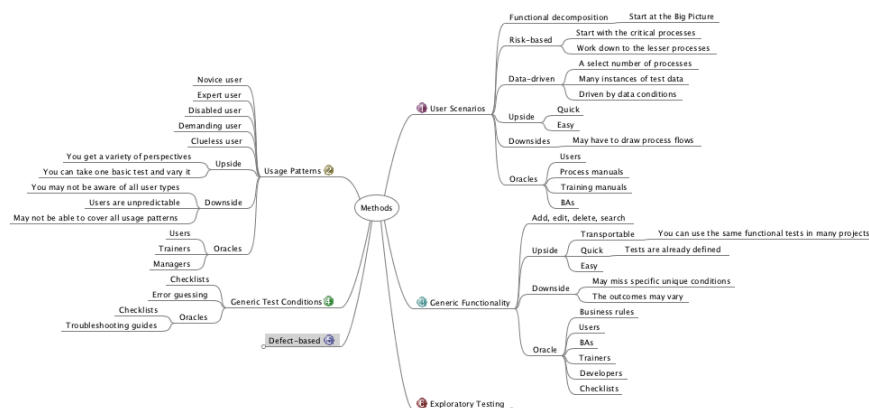 Methods
1 User Scenarios
Functional decomposition
Start at the Big Picture
Risk-based
Start with the critical processes
Work down to the lesser processes
Data-driven
A select number of processes
Many instances of test data
Driven by data conditions
Upside
Quick
Easy
Downsides
May have to draw process flows
Oracles
Users
Process manuals
Training manuals
BAs
2 Usage Patterns
Novice user
Expert user
Disabled user
Demanding user
Clueless user
Upside
You get a variety of perspectives
You can take one basic test and vary it
Downside
You may not be aware of all user types
Users are unpredictable
May not be able to cover all usage patterns
Oracles
Users
Trainers
Managers
Generic Functionality
Add, edit, delete, search
Upside
Transportable
You can use the same functional tests in many projects
Quick
Tests are already defined
Easy
Downside
May miss specific unique conditions
The outcomes may vary
Oracle
Business rules
Users
BAs
Trainers
Developers
Checklists
4 Generic Test Conditions
Checklists
Error guessing
Oracles
Checklists
Troubleshooting guides
Defect-based
Exploratory Testing